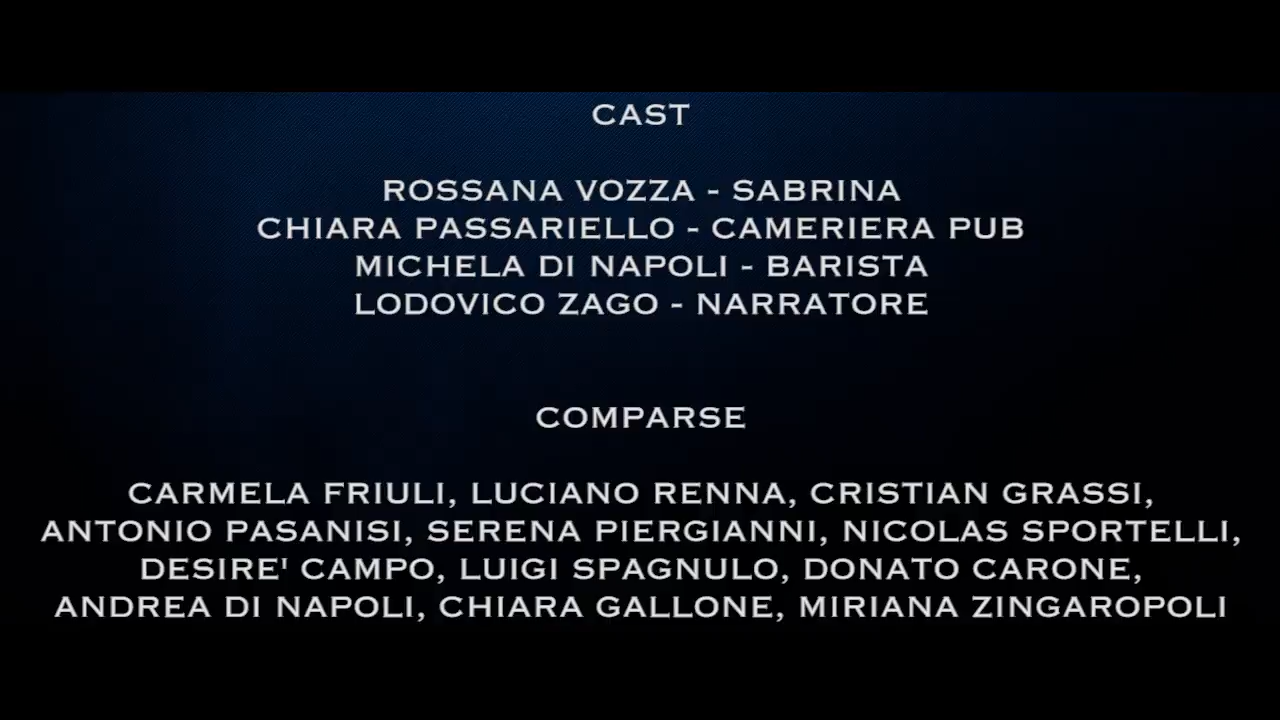 CAST
ROSSANA VOZZA - SABRINA
CHIARA PASSARIELLO - CAMERIERA PUB
MICHELA DI NAPOLI - BARISTA
LODOVICO ZAGO - NARRATORE
COMPARSE
CARMELA FRIULI, LUCIANO RENNA, CRISTIAN GRASSI,
ANTONIO PASANISI, SERENA PIERGIANNI, NICOLAS SPORTELLI,
DESIRE' CAMPO, LUIGI SPAGNULO, DONATO CARONE,
ANDREA DI NAPOLI, CHIARA GALLONE, MIRIANA ZINGAROPOLI